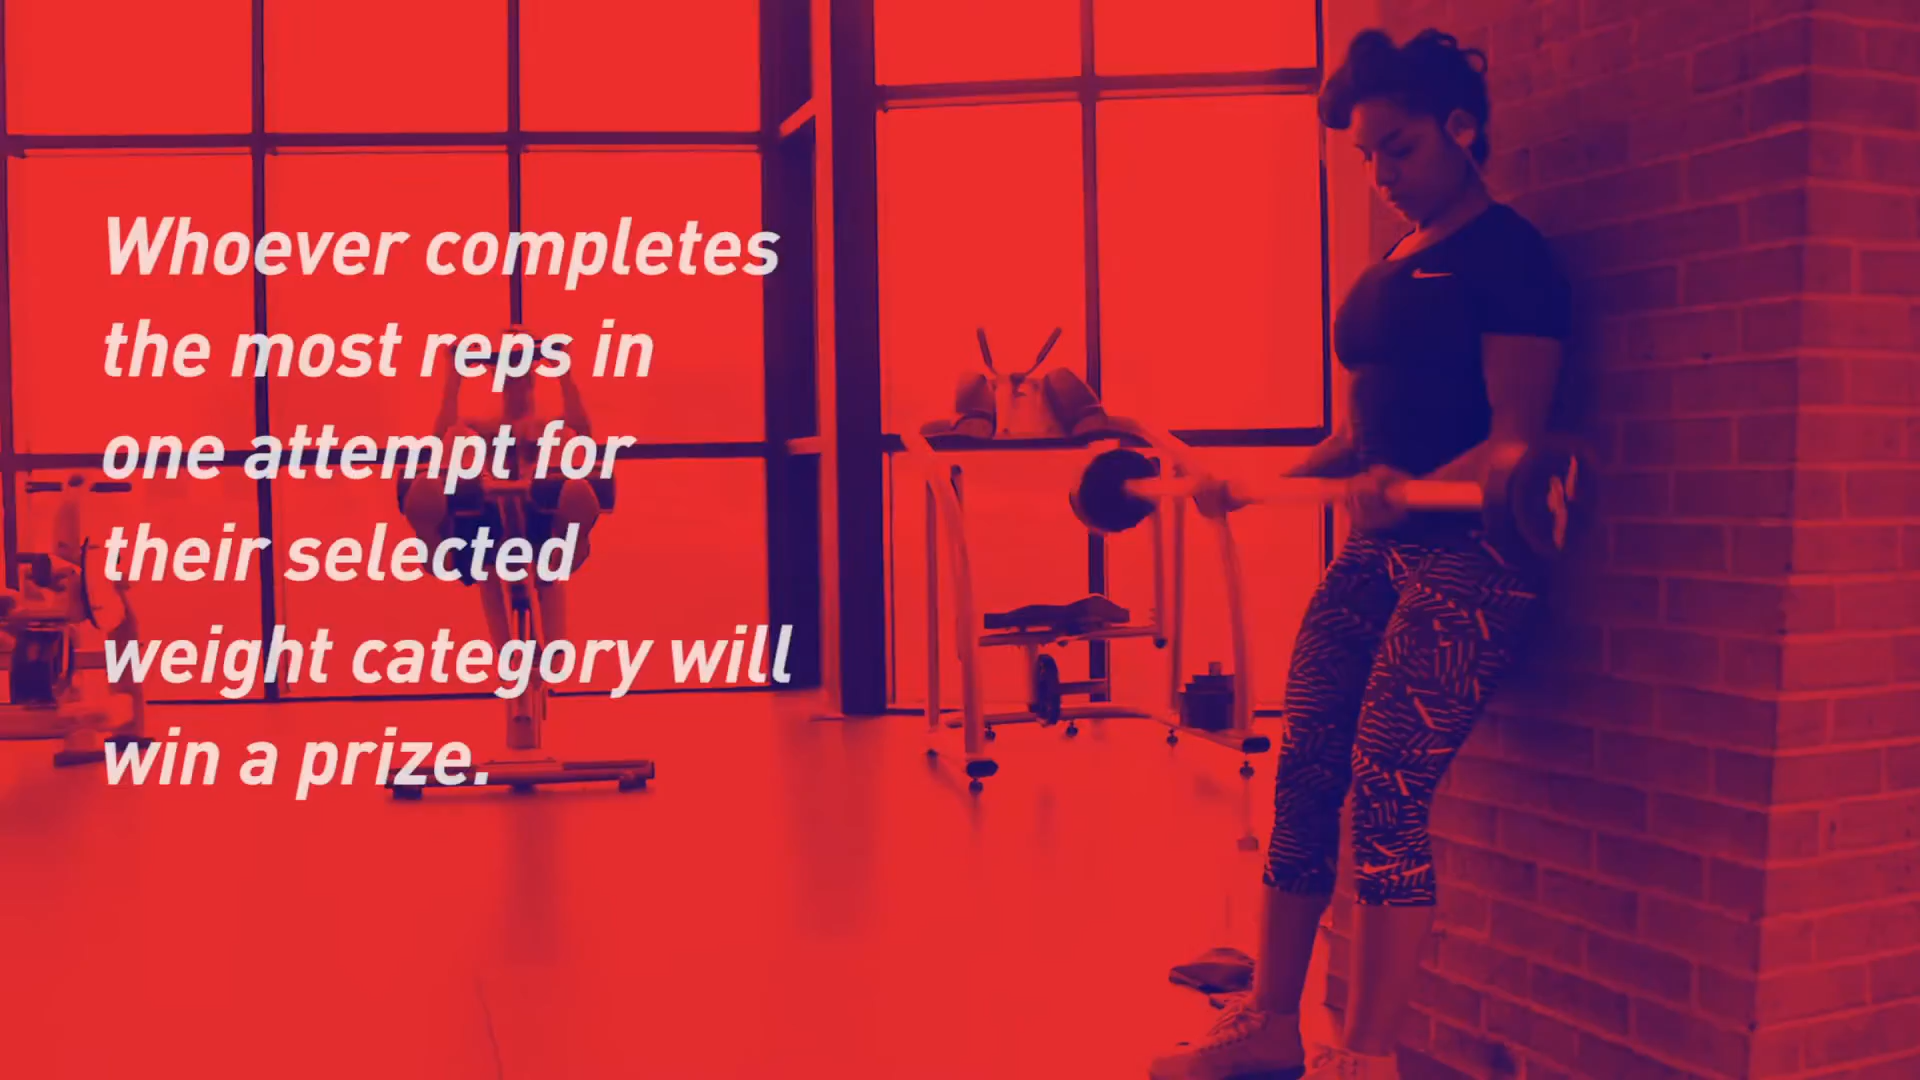 Whoever completes
the most reps in
one attempt for
their selected
weight category will
win a prize.